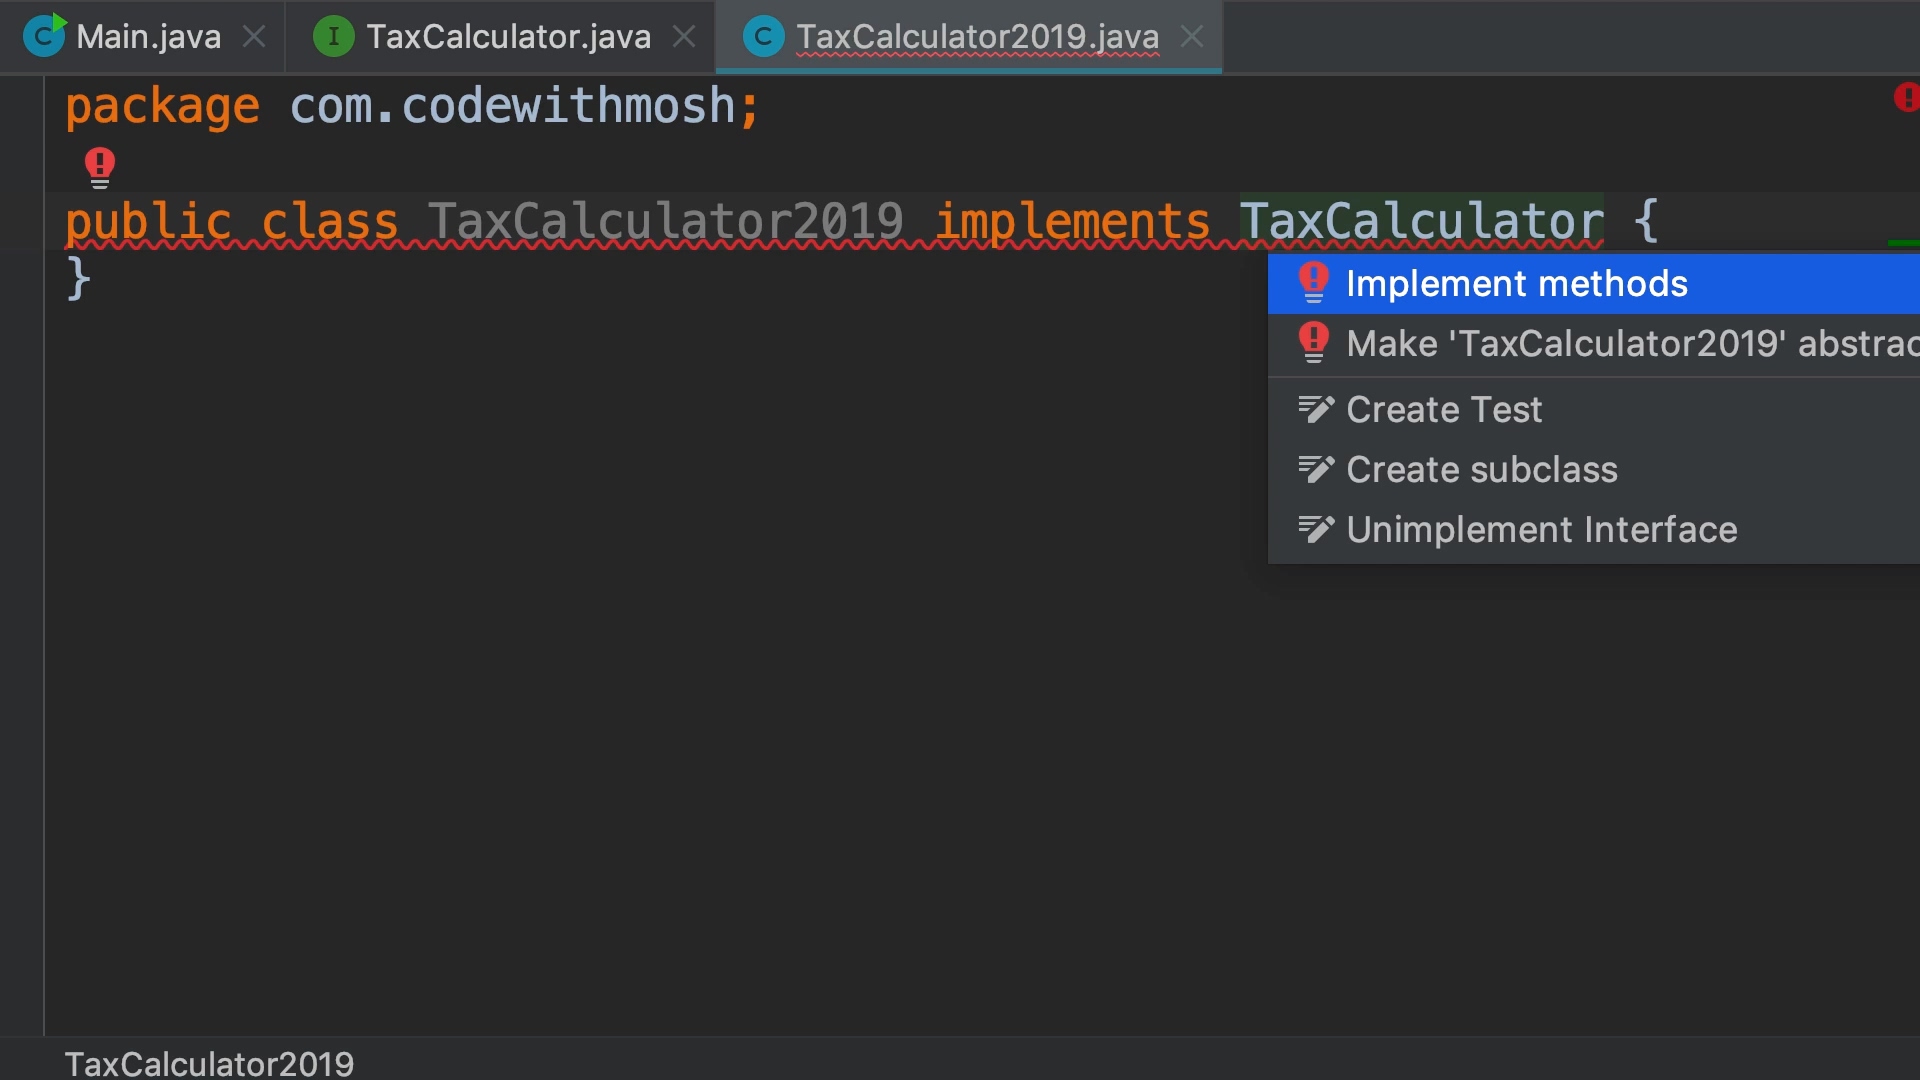 Main.java
TaxCalculator.java
TaxCalculator2019.java
package com.codewithmosh;
public class TaxCalculator2019 implements TaxCalculator {
}
Implement methods
Make 'TaxCalculator2019' abstrac
Create Test
Create subclass
Unimplement Interface
TaxCalculator2019